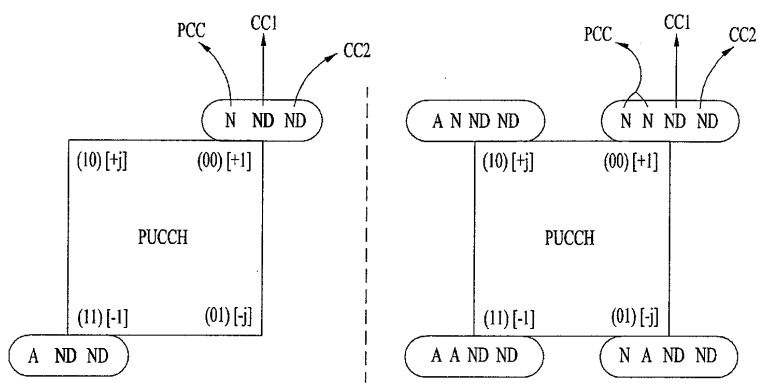 PCC
CC1
CC2
N ND ND
(10) [+j]
(00) [+1]
PUCCH
(11) [-1]
(01) [-j]
A ND ND
PCC
CC1
CC2
A N ND ND
N N ND ND
(10) [+j]
(00) [+1]
PUCCH
(11) [-1]
(01) [-j]
A A ND ND
N A ND ND